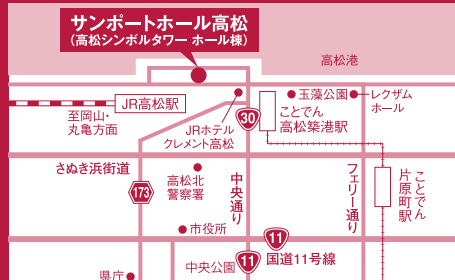 サンポートホール高松
(高松シンボルタワー ホール棟)
高松港
JR高松駅
至岡山・
丸亀方面
JRホテル
クレメント高松
30
玉藻公園
レクザム
ホール
ことでん
高松築港駅
さぬき浜街道
173
高松北
警察署
中央通り
フェリー通り
ことでん
片原町駅
市役所
11
国道11号線
中央公園
11
県庁